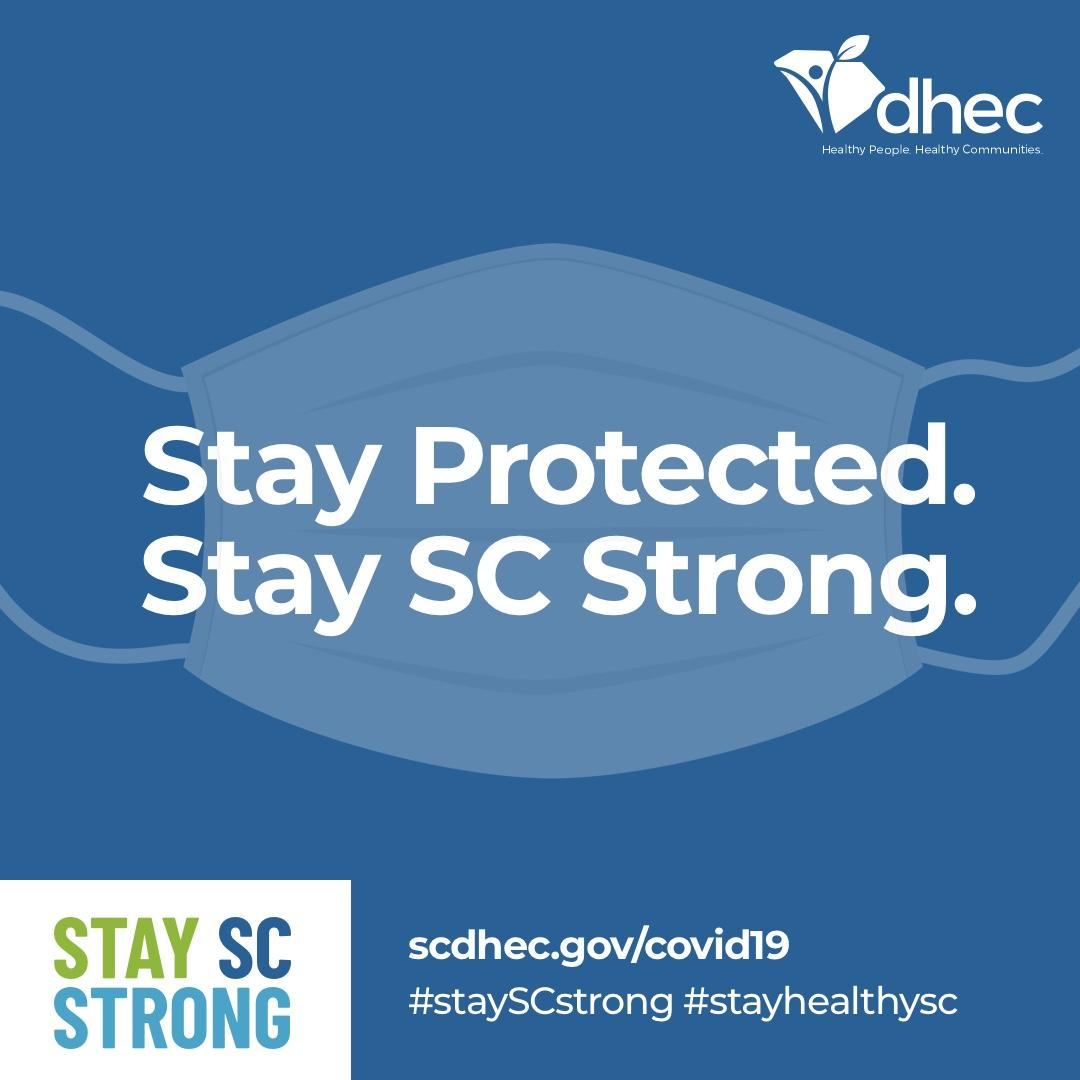 dhec
Healthy People. Healthy Communities.
Stay Protected.
Stay SC Strong.
STAY SC
STRONG
scdhec.gov/covid19
#staySCstrong #stayhealthysc